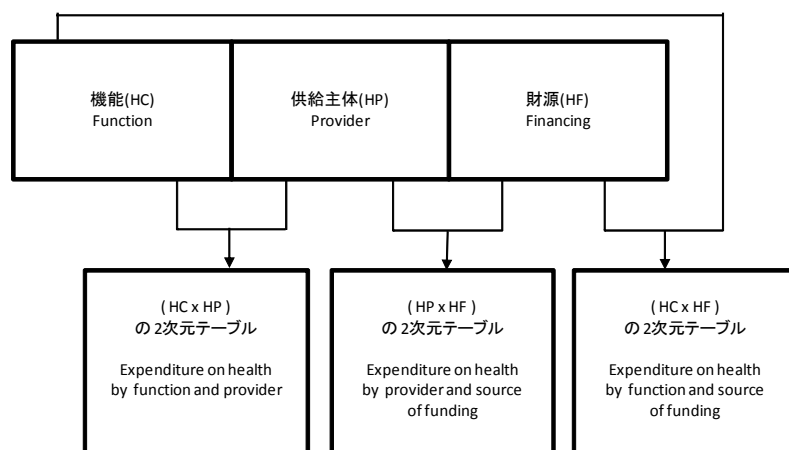 機能(HC)
Function
供給主体(HP)
Provider
財源(HF)
Financing
( HC x HP )
の 2次元テーブル
Expenditure on health
by function and provider
( HP x HF )
の 2次元テーブル
Expenditure on health
by provider and source
of funding
( HC x HF )
の 2次元テーブル
Expenditure on health
by function and source
of funding